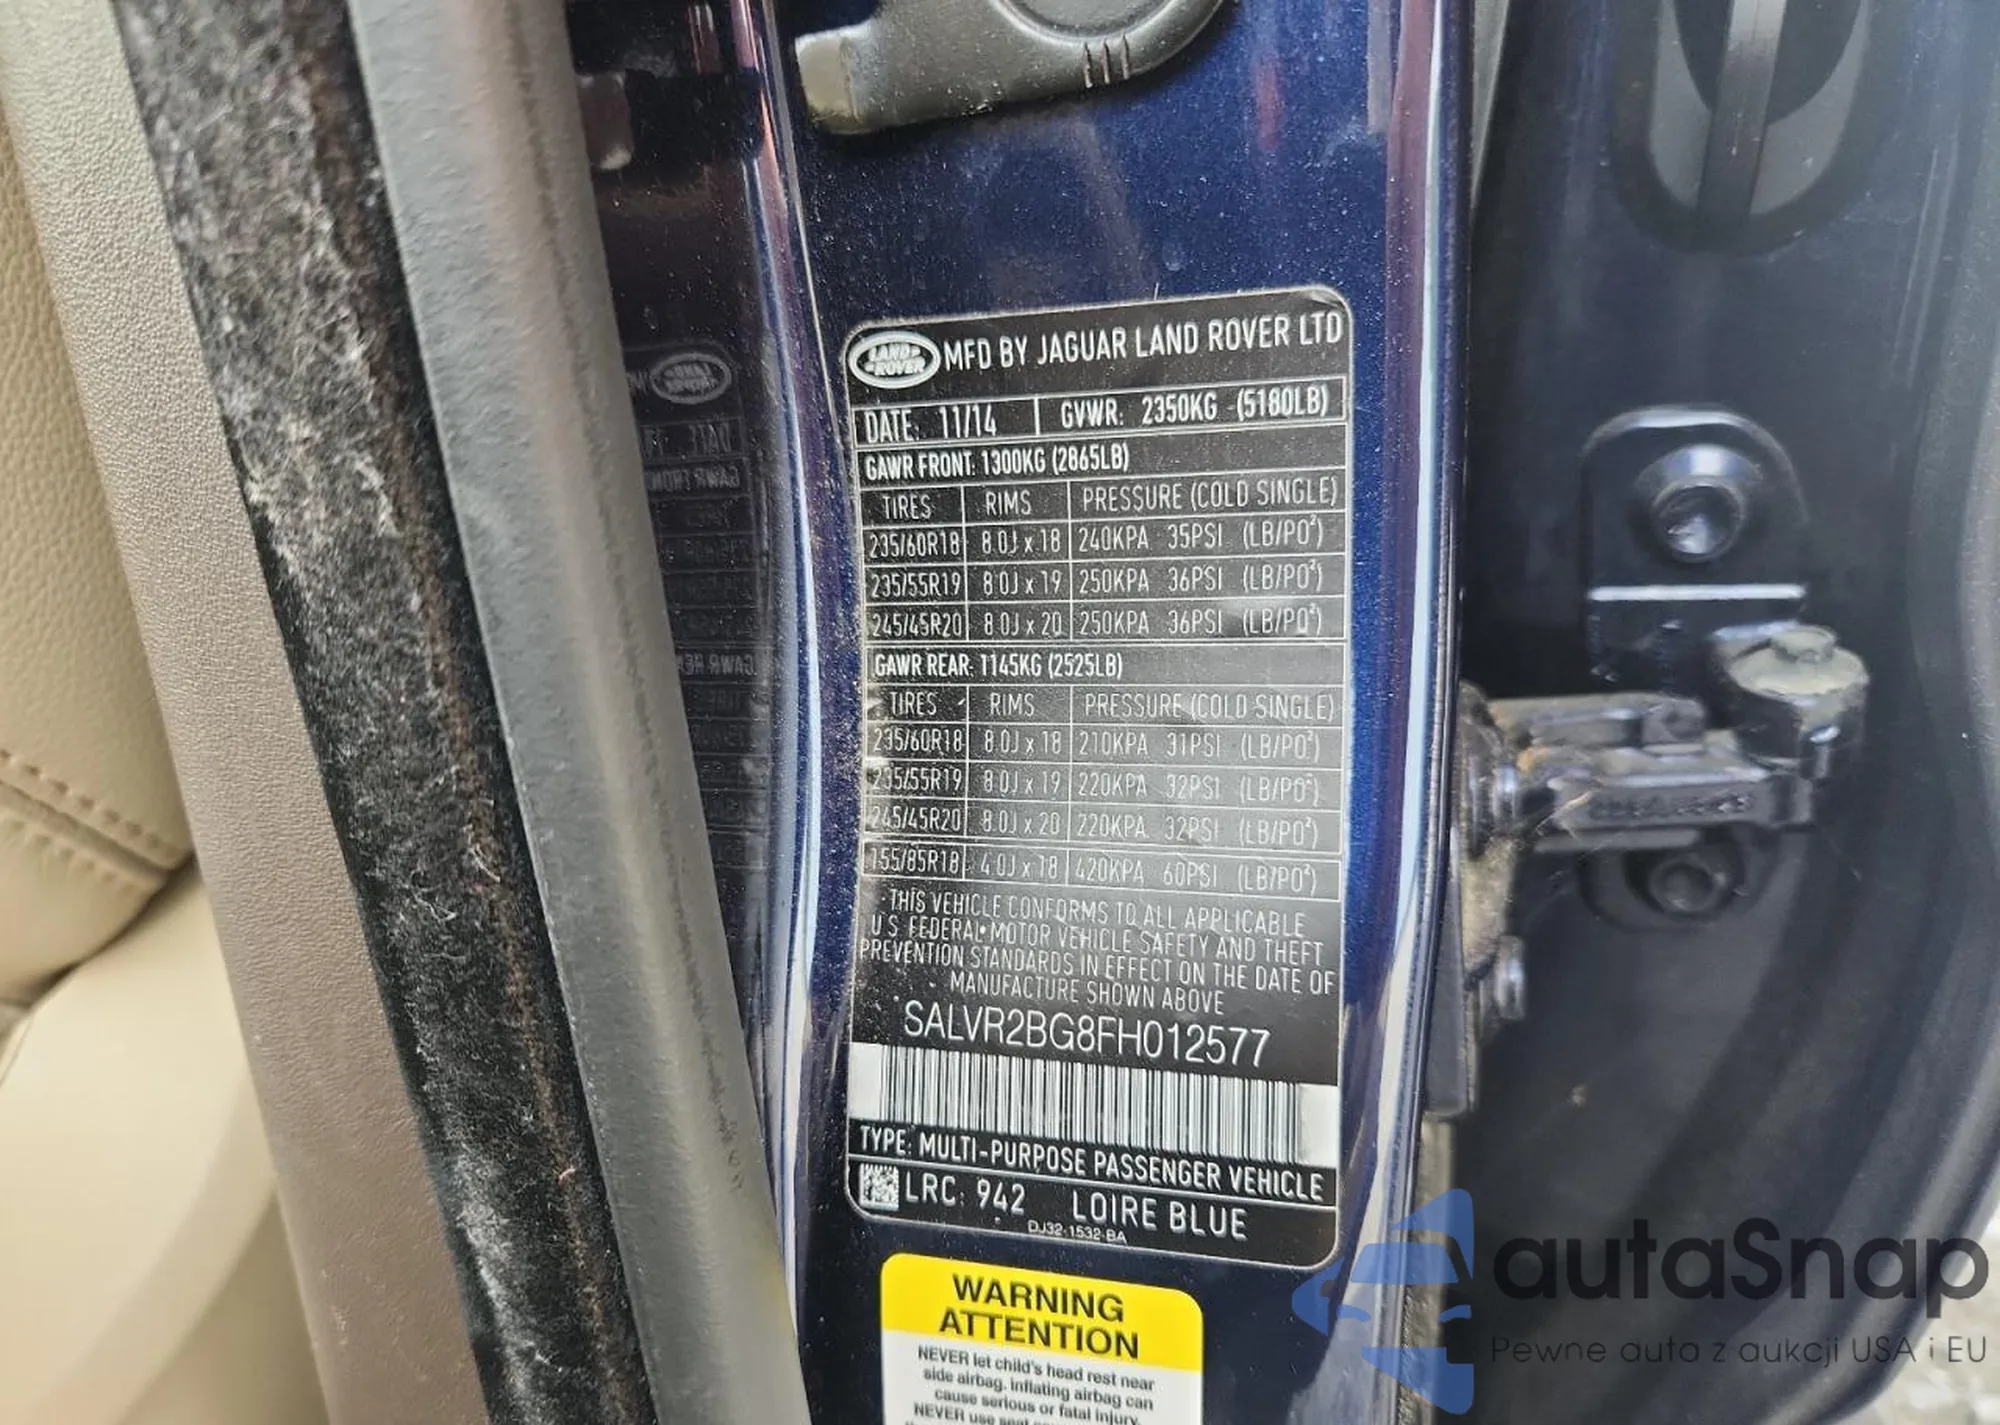 LAND ROVER MFD BY JAGUAR LAND ROVER LTD
DATE: 11/14 GVWR: 2350KG (5180LB)
GAWR FRONT: 1300KG (2865LB)
TIRES RIMS PRESSURE (COLD SINGLE)
235/60R18 8.0J x 18 240KPA 35PSI (LB/PO²)
235/55R19 8.0J x 19 250KPA 36PSI (LB/PO²)
245/45R20 8.0J x 20 250KPA 36PSI (LB/PO²)
GAWR REAR: 1145KG (2525LB)
TIRES RIMS PRESSURE (COLD SINGLE)
235/60R18 8.0J x 18 210KPA 31PSI (LB/PO²)
235/55R19 8.0J x 19 220KPA 32PSI (LB/PO²)
245/45R20 8.0J x 20 220KPA 32PSI (LB/PO²)
155/85R18 4.0J x 18 420KPA 60PSI (LB/PO²)
THIS VEHICLE CONFORMS TO ALL APPLICABLE
U.S. FEDERAL MOTOR VEHICLE SAFETY AND THEFT
PREVENTION STANDARDS IN EFFECT ON THE DATE OF
MANUFACTURE SHOWN ABOVE
SALVR2BG8FH012577
TYPE: MULTI-PURPOSE PASSENGER VEHICLE
LRC: 942 LOIRE BLUE
DJ32-1532-BA
WARNING
ATTENTION
NEVER let child's head rest near
side airbag. Inflating airbag can
cause serious or fatal injury.
NEVER use seat
autaSnap
Pewne auta z aukcji USA i EU